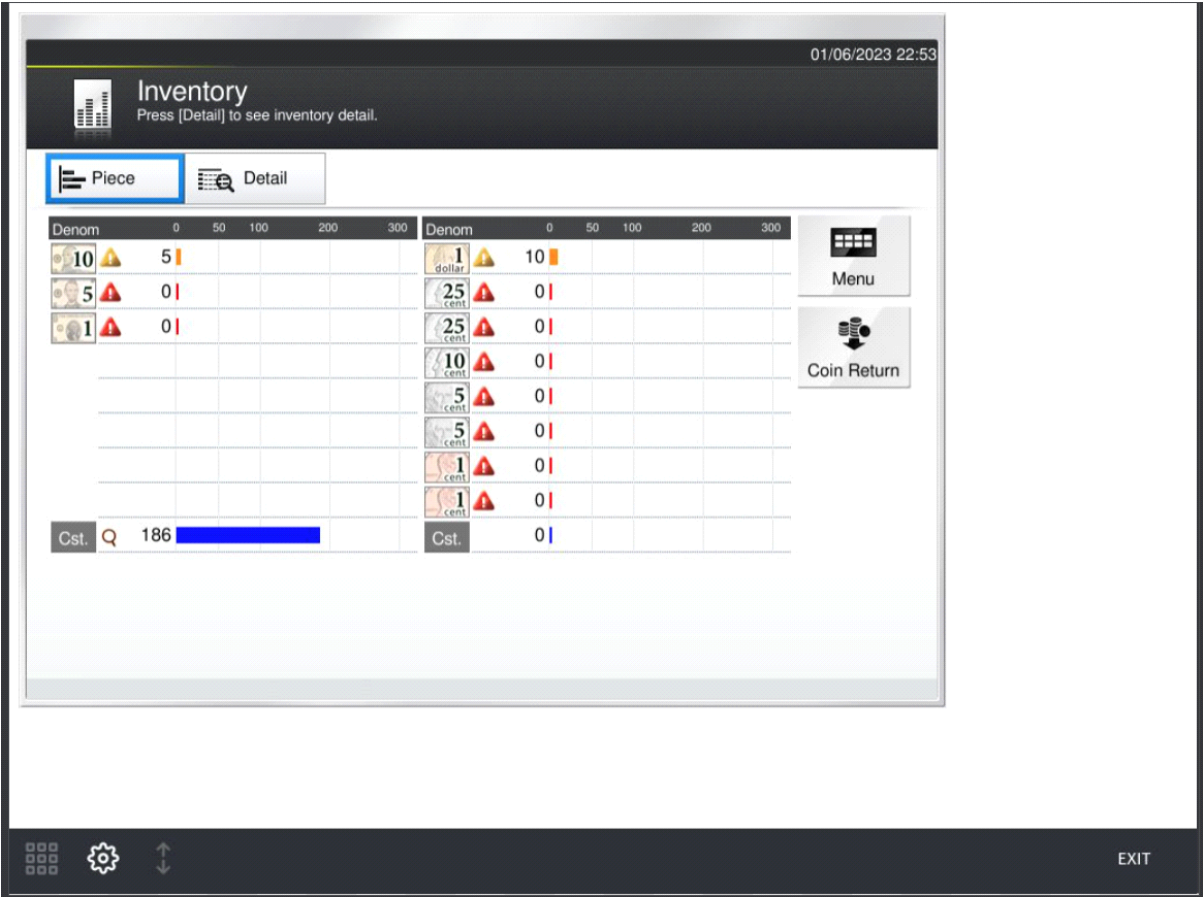 01/06/2023 22:53
Inventory
Press [Detail] to see inventory detail.
Piece
Detail
Denom 0 50 100 200 300
10 5
5 0
1 0
Cst. 186
Denom 0 50 100 200 300
1 dollar 10
25 cent 0
25 cent 0
10 cent 0
5 cent 0
5 cent 0
1 cent 0
1 cent 0
Cst. 0
Menu
Coin Return
EXIT